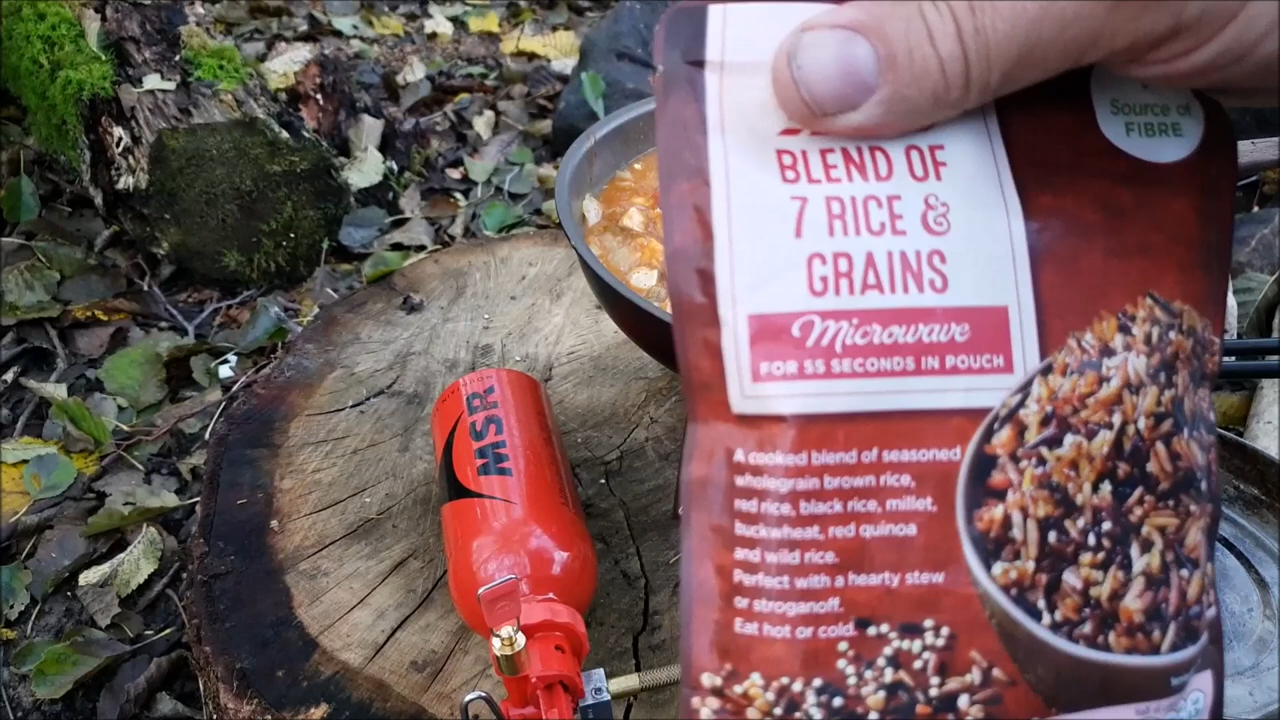 Source of
FIBRE
BLEND OF
7 RICE &
GRAINS
Microwave
FOR 55 SECONDS IN POUCH
A cooked blend of seasoned
wholegrain brown rice,
red rice, black rice, millet,
buckwheat, red quinoa
and wild rice.
Perfect with a hearty stew
or stroganoff.
Eat hot or cold.
MSR